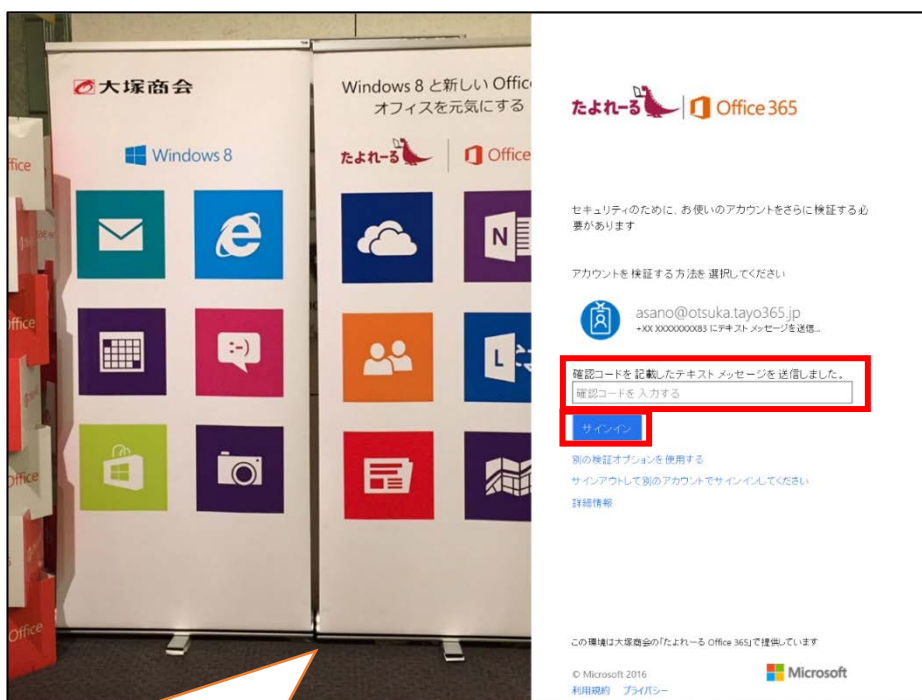 大塚商会
Windows 8
Windows 8 と新しい Offic
オフィスを元気にする
たよれーる
Office
N
L
ffice
ffice
Office
Office
たよれーる Office 365
セキュリティのために、お使いのアカウントをさらに検証する必
要があります
アカウントを検証する方法を選択してください
asano@otsuka.tayo365.jp
+XX XXXXXXXX83 にテキスト メッセージを送信...
確認コードを記載したテキスト メッセージを送信しました。
確認コードを入力する
サインイン
別の検証オプションを使用する
サインアウトして別のアカウントでサインインしてください
詳細情報
この環境は大塚商会の「たよれーる Office 365」で提供しています
© Microsoft 2016
Microsoft
利用規約 プライバシー